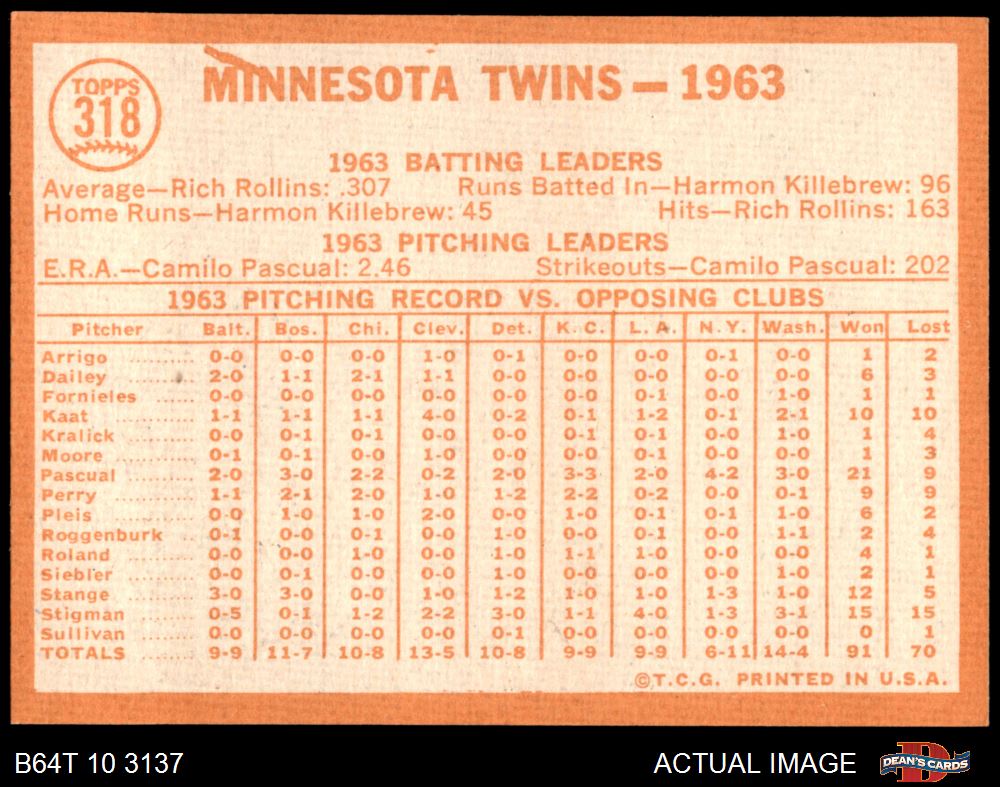 MINNESOTA TWINS — 1963
TOPPS
318
1963 BATTING LEADERS
Average—Rich Rollins: .307 Runs Batted In—Harmon Killebrew: 96
Home Runs—Harmon Killebrew: 45 Hits—Rich Rollins: 163
1963 PITCHING LEADERS
E.R.A.—Camilo Pascual: 2.46 Strikeouts—Camilo Pascual: 202
1963 PITCHING RECORD VS. OPPOSING CLUBS
Pitcher Balt. Bos. Chi. Clev. Det. K. C. L. A. N. Y. Wash. Won Lost
Arrigo .......... 0-0 0-0 0-0 1-0 0-1 0-0 0-0 0-1 0-0 1 2
Dailey .......... 2-0 1-1 2-1 1-1 0-0 0-0 0-0 0-0 0-0 6 3
Fornieles ...... 0-0 0-0 0-0 0-0 0-0 0-0 0-1 0-0 1-0 1 1
Kaat .......... 1-1 1-1 1-1 4-0 0-2 0-1 1-2 0-1 2-1 10 10
Kralick ........ 0-0 0-1 0-1 0-0 0-0 0-1 0-1 0-0 1-0 1 4
Moore .......... 0-1 0-1 0-0 1-0 0-0 0-0 0-1 0-0 0-0 1 3
Pascual ........ 2-0 3-0 2-2 0-2 2-0 3-3 2-0 4-2 3-0 21 9
Perry .......... 1-1 2-1 2-0 1-0 1-2 2-2 0-2 0-0 0-1 9 9
Pleis .......... 0-0 1-0 1-0 2-0 0-0 1-0 0-1 0-1 1-0 6 2
Roggenburk .... 0-1 0-0 0-1 0-0 1-0 0-0 0-1 0-0 1-1 2 4
Roland ........ 0-0 0-0 1-0 0-0 1-0 1-1 1-0 0-0 0-0 4 1
Siebler ........ 0-0 0-1 0-0 0-0 1-0 0-0 0-0 0-0 1-0 2 1
Stange ........ 3-0 3-0 0-0 1-0 1-2 1-0 1-0 1-3 1-0 12 5
Stigman ........ 0-5 0-1 1-2 2-2 3-0 1-1 4-0 1-3 3-1 15 15
Sullivan ........ 0-0 0-0 0-0 0-0 0-1 0-0 0-0 0-0 0-0 0 1
TOTALS ........ 9-9 11-7 10-8 13-5 10-8 9-9 9-9 6-11 14-4 91 70
©T.C.G. PRINTED IN U.S.A.
B64T 10 3137 ACTUAL IMAGE
DEAN'S CARDS